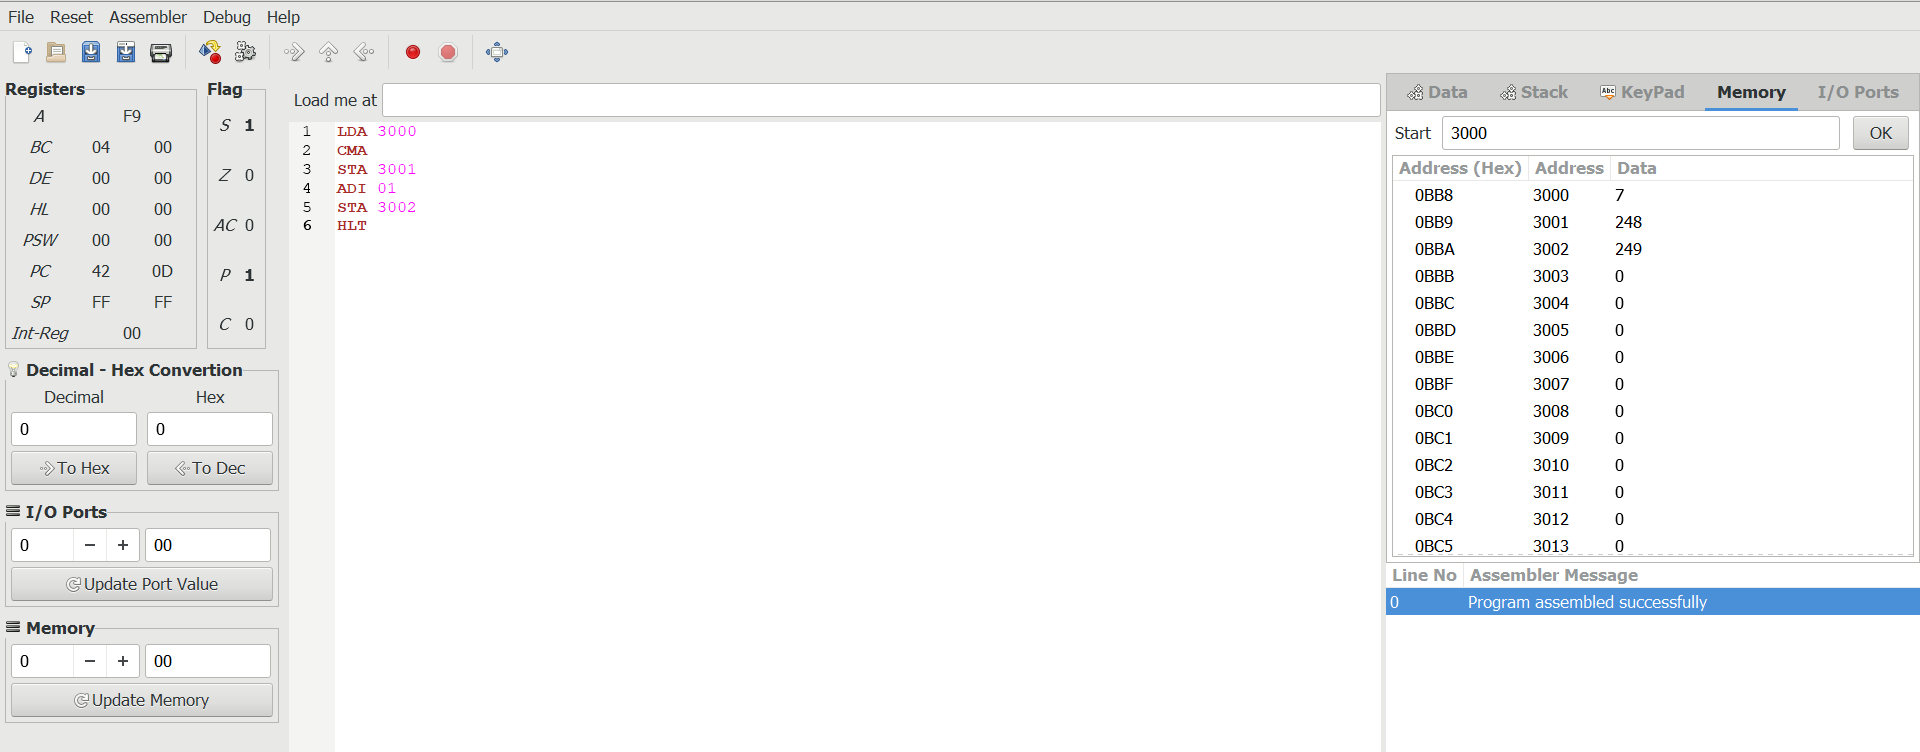 File Reset Assembler Debug Help
Registers
A F9
BC 04 00
DE 00 00
HL 00 00
PSW 00 00
PC 42 0D
SP FF FF
Int-Reg 00
Flag
S 1
Z 0
AC 0
P 1
C 0
Decimal - Hex Convertion
Decimal Hex
0 0
To Hex To Dec
I/O Ports
0 − + 00
Update Port Value
Memory
0 − + 00
Update Memory
Load me at
1 LDA 3000
2 CMA
3 STA 3001
4 ADI 01
5 STA 3002
6 HLT
Data Stack Abc KeyPad Memory I/O Ports
Start 3000 OK
Address (Hex) Address Data
0BB8 3000 7
0BB9 3001 248
0BBA 3002 249
0BBB 3003 0
0BBC 3004 0
0BBD 3005 0
0BBE 3006 0
0BBF 3007 0
0BC0 3008 0
0BC1 3009 0
0BC2 3010 0
0BC3 3011 0
0BC4 3012 0
0BC5 3013 0
Line No Assembler Message
0 Program assembled successfully